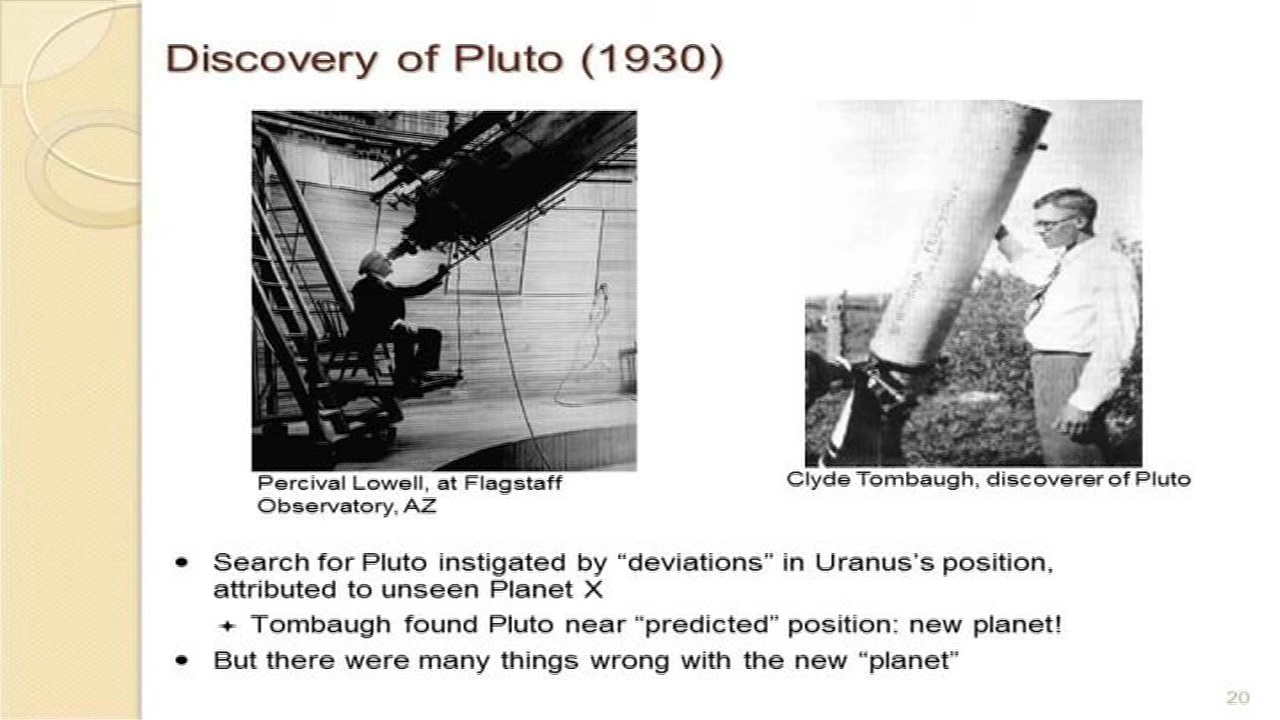 Discovery of Pluto (1930)
Percival Lowell, at Flagstaff
Observatory, AZ
Clyde Tombaugh, discoverer of Pluto
• Search for Pluto instigated by “deviations” in Uranus’s position,
attributed to unseen Planet X
+ Tombaugh found Pluto near “predicted” position: new planet!
• But there were many things wrong with the new “planet”
20